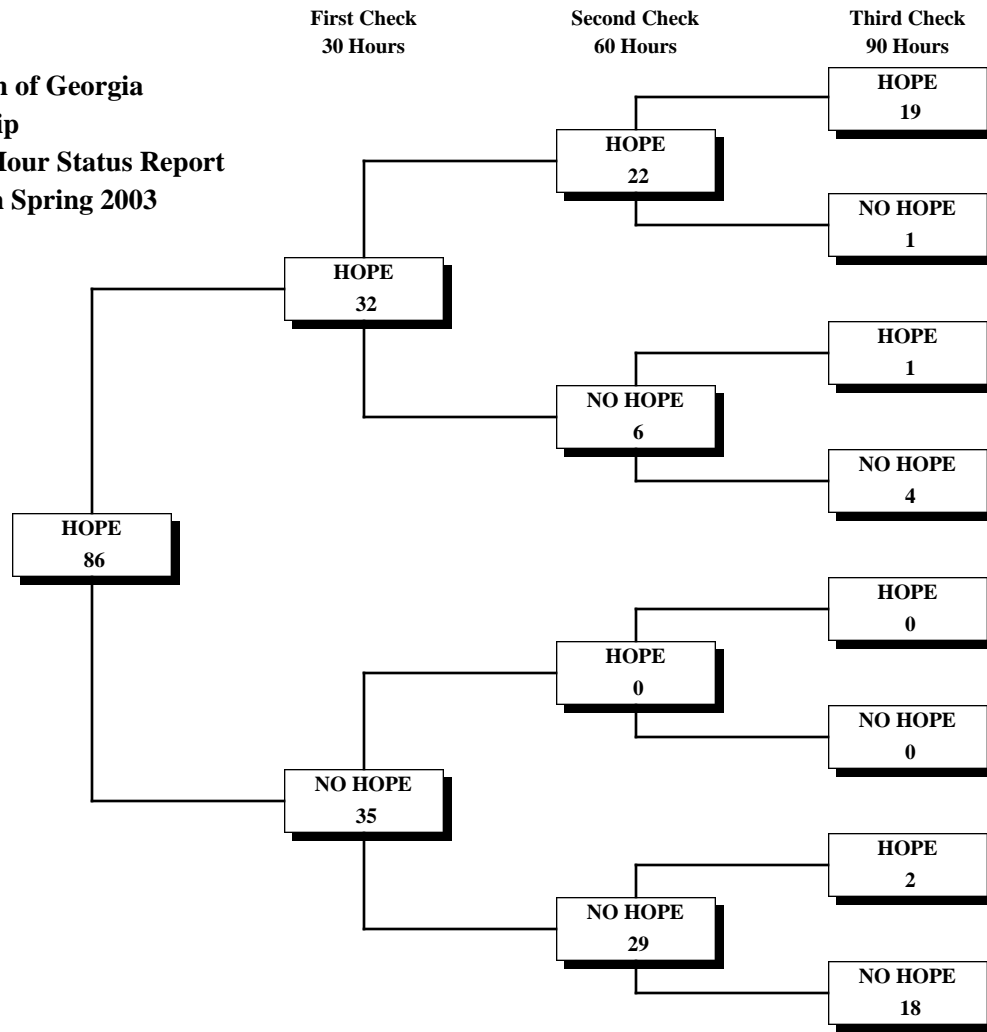 First Check
30 Hours
Second Check
60 Hours
Third Check
90 Hours
n of Georgia
ip
Hour Status Report
n Spring 2003
HOPE
86
HOPE
32
NO HOPE
35
HOPE
22
NO HOPE
6
HOPE
0
NO HOPE
29
HOPE
19
NO HOPE
1
HOPE
1
NO HOPE
4
HOPE
0
NO HOPE
0
HOPE
2
NO HOPE
18